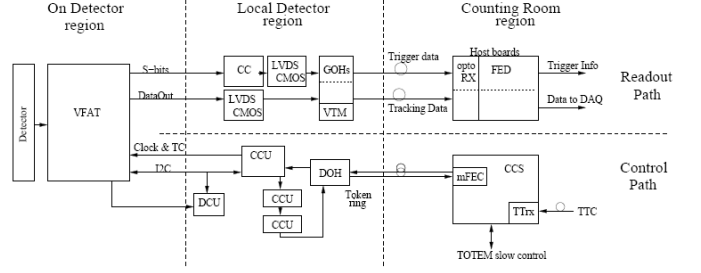 On Detector
region
Local Detector
region
Counting Room
region
Detector
VFAT
S-bits
DataOut
CC
LVDS
CMOS
LVDS
CMOS
GOHs
VTM
Trigger data
Tracking Data
Host boards
opto
RX
FED
Trigger Info
Data to DAQ
Readout
Path
Clock & TC
I2C
CCU
DCU
CCU
CCU
DOH
Token
ring
mFEC
CCS
TTrx
TTC
TOTEM slow control
Control
Path